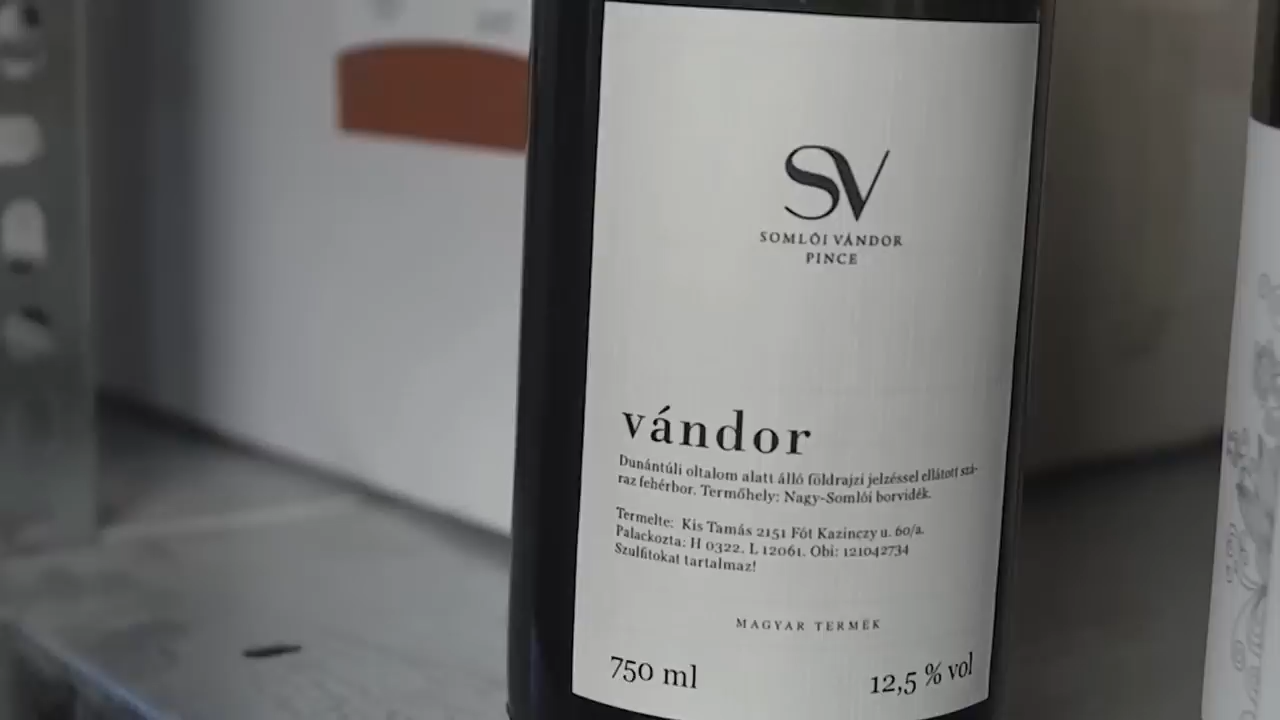 SV
SOMLÓI VÁNDOR
PINCE
vándor
Dunántúli oltalom alatt álló földrajzi jelzéssel ellátott szá-
raz fehérbor. Termőhely: Nagy-Somlói borvidék.
Termelte: Kis Tamás 2151 Fót Kazinczy u. 60/a.
Palackozta: H 0322. L 12061. Obi: 121042734
Szulfitokat tartalmaz!
MAGYAR TERMÉK
750 ml
12,5 % vol